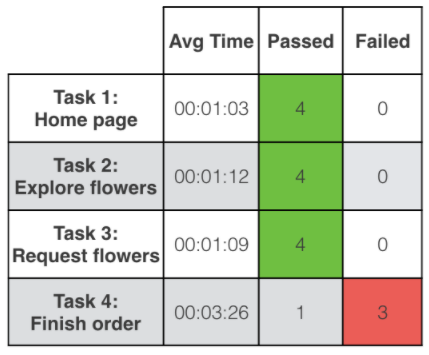 Avg Time Passed Failed
Task 1:
Home page
00:01:03 4 0
Task 2:
Explore flowers
00:01:12 4 0
Task 3:
Request flowers
00:01:09 4 0
Task 4:
Finish order
00:03:26 1 3